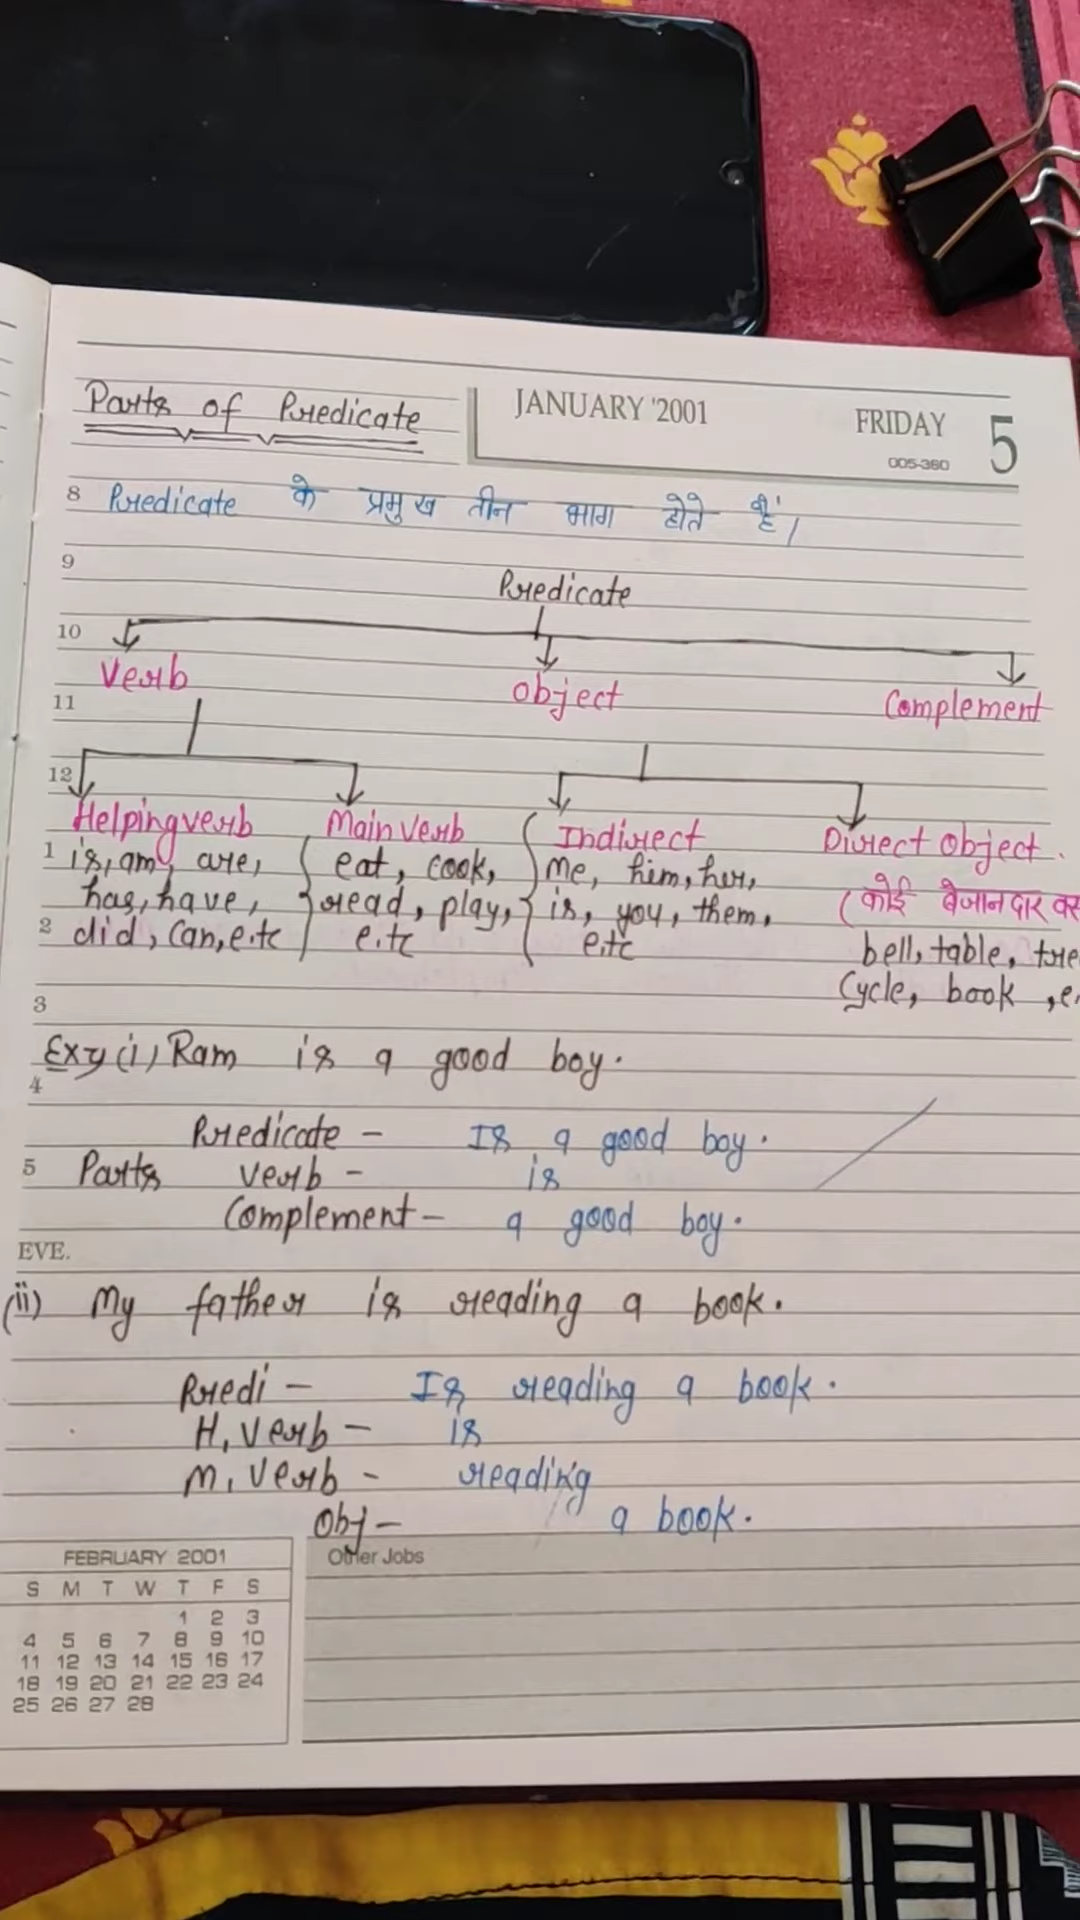 Parts of Predicate
JANUARY '2001
FRIDAY 5
005-360
8 Predicate के प्रमुख तीन भाग होते हैं।
9
Predicate
10
Verb object Complement
11
12
Helping verb Main Verb Indirect Direct Object.
1 is, am, are, eat, cook, me, him, her, (कोई बेजानदार
has, have, read, play, is, you, them,
2 did, can, e.tc e.tc e.tc bell, table,
Cycle, book
3
Ex (i) Ram is a good boy.
4
Predicate - Is a good boy.
5 Parts Verb - is
Complement - a good boy.
EVE.
(ii) My father is reading a book.
Predi - Is reading a book.
H. Verb - is
M. Verb - reading
Obj - a book.
FEBRUARY 2001
S M T W T F S
1 2 3
4 5 6 7 8 9 10
11 12 13 14 15 16 17
18 19 20 21 22 23 24
25 26 27 28
Other Jobs